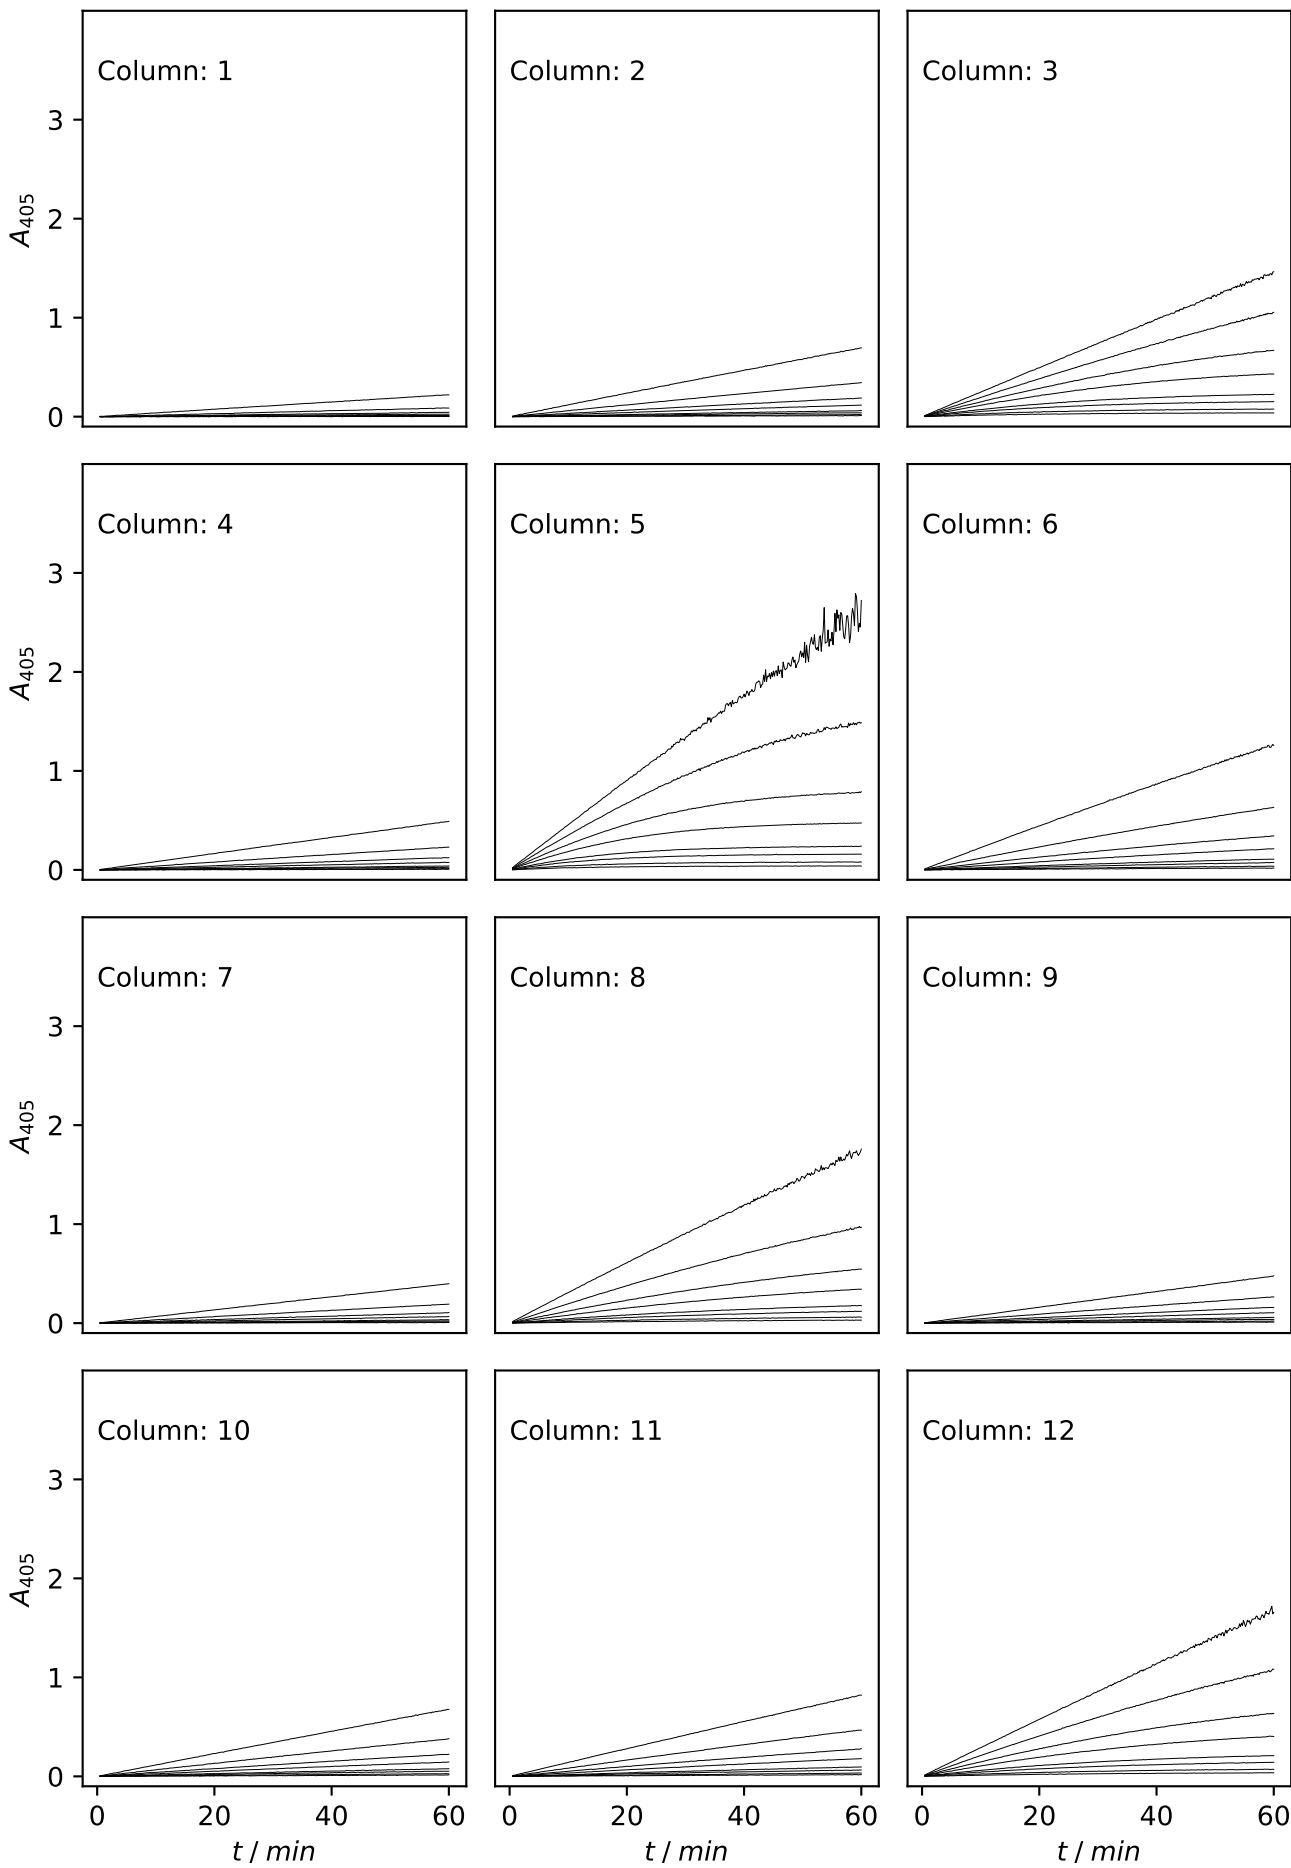 Column: 1
Column: 2
Column: 3
3
2
1
0
A405
Column: 4
Column: 5
Column: 6
3
2
1
0
A405
Column: 7
Column: 8
Column: 9
3
2
1
0
A405
Column: 10
Column: 11
Column: 12
3
2
1
0
A405
0 20 40 60 0 20 40 60 0 20 40 60
t / min t / min t / min